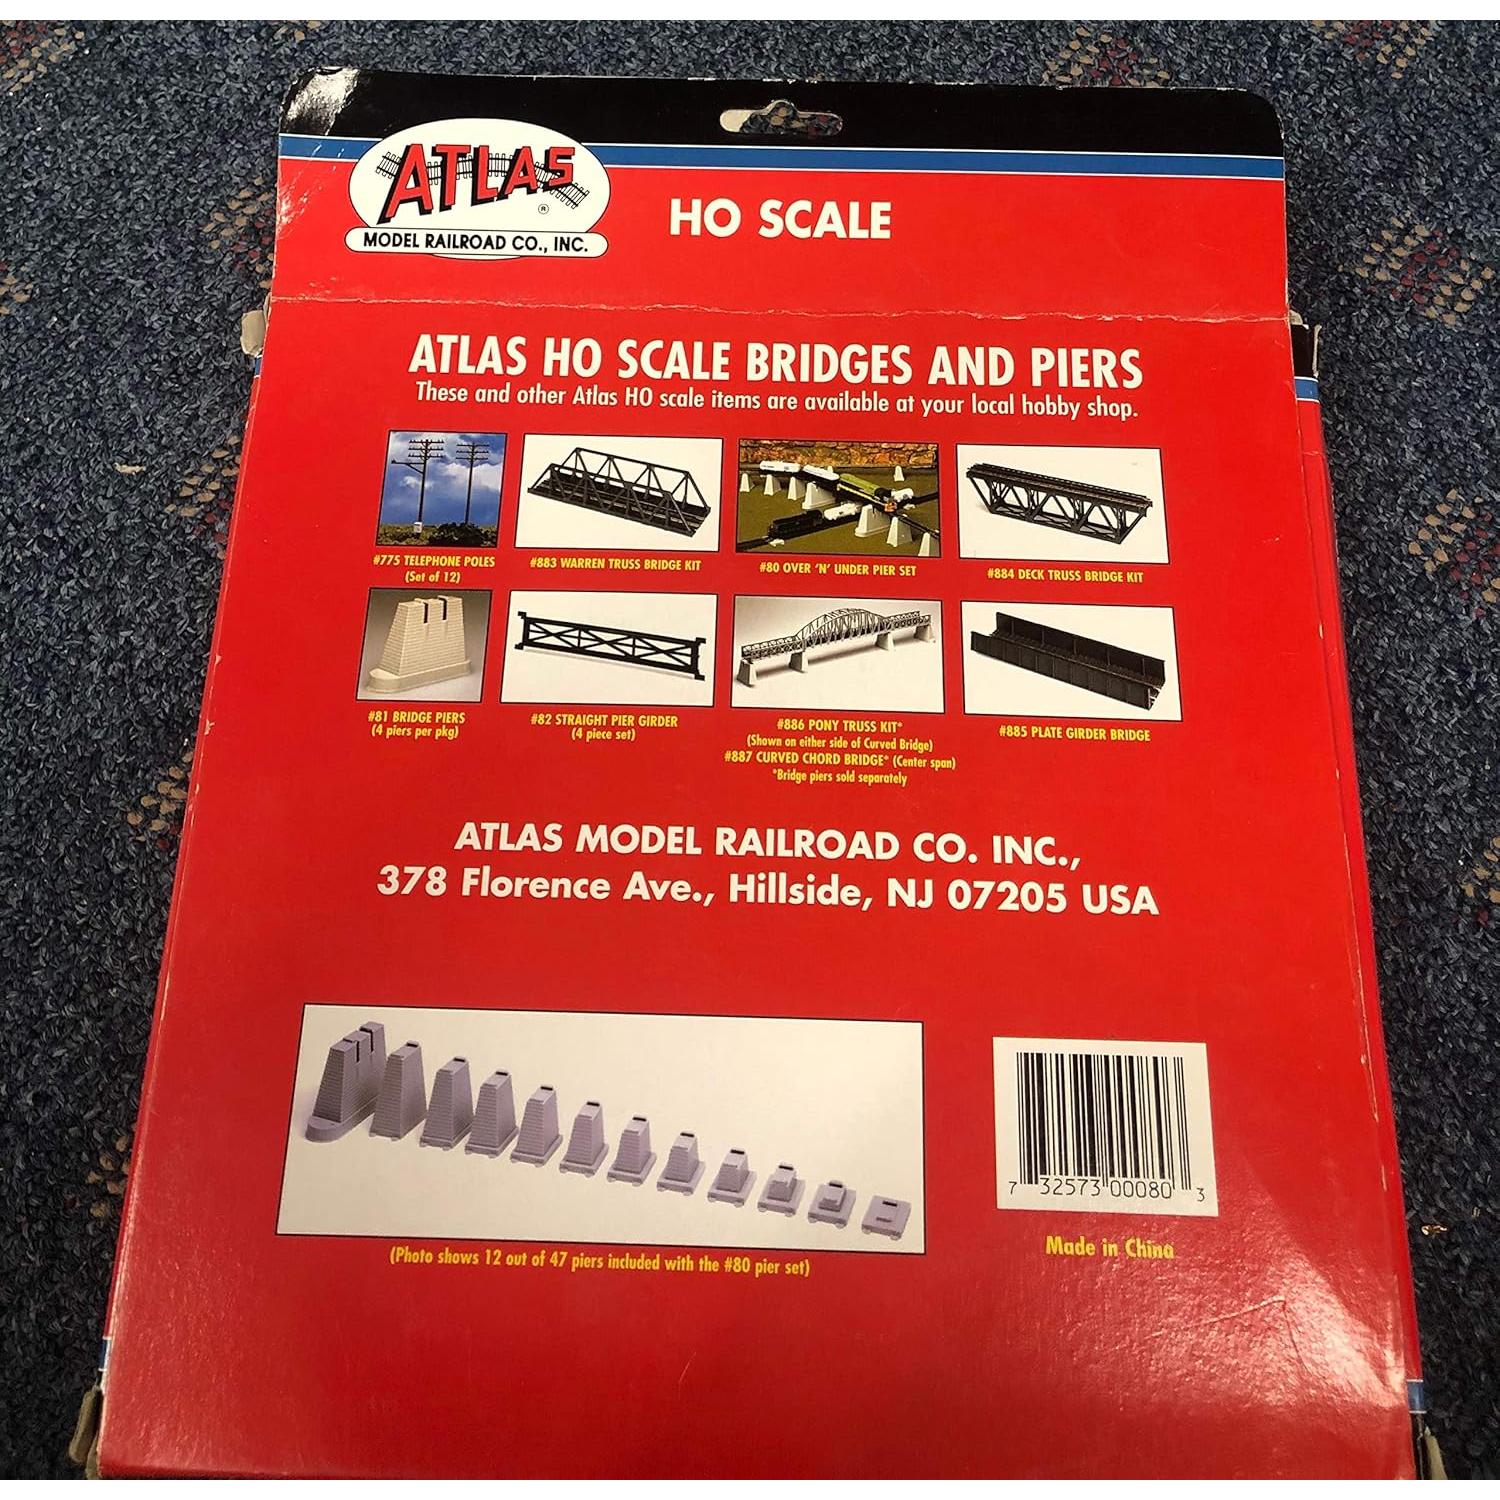 ATLAS ®
MODEL RAILROAD CO., INC.
HO SCALE
ATLAS HO SCALE BRIDGES AND PIERS
These and other Atlas HO scale items are available at your local hobby shop.
#775 TELEPHONE POLES
(Set of 12)
#883 WARREN TRUSS BRIDGE KIT
#80 OVER 'N' UNDER PIER SET
#884 DECK TRUSS BRIDGE KIT
#81 BRIDGE PIERS
(4 piers per pkg)
#82 STRAIGHT PIER GIRDER
(4 piece set)
#886 PONY TRUSS KIT*
(Shown on either side of Curved Bridge)
#887 CURVED CHORD BRIDGE* (Center span)
*Bridge piers sold separately
#885 PLATE GIRDER BRIDGE
ATLAS MODEL RAILROAD CO. INC.,
378 Florence Ave., Hillside, NJ 07205 USA
(Photo shows 12 out of 47 piers included with the #80 pier set)
7 32573 00080 3
Made in China